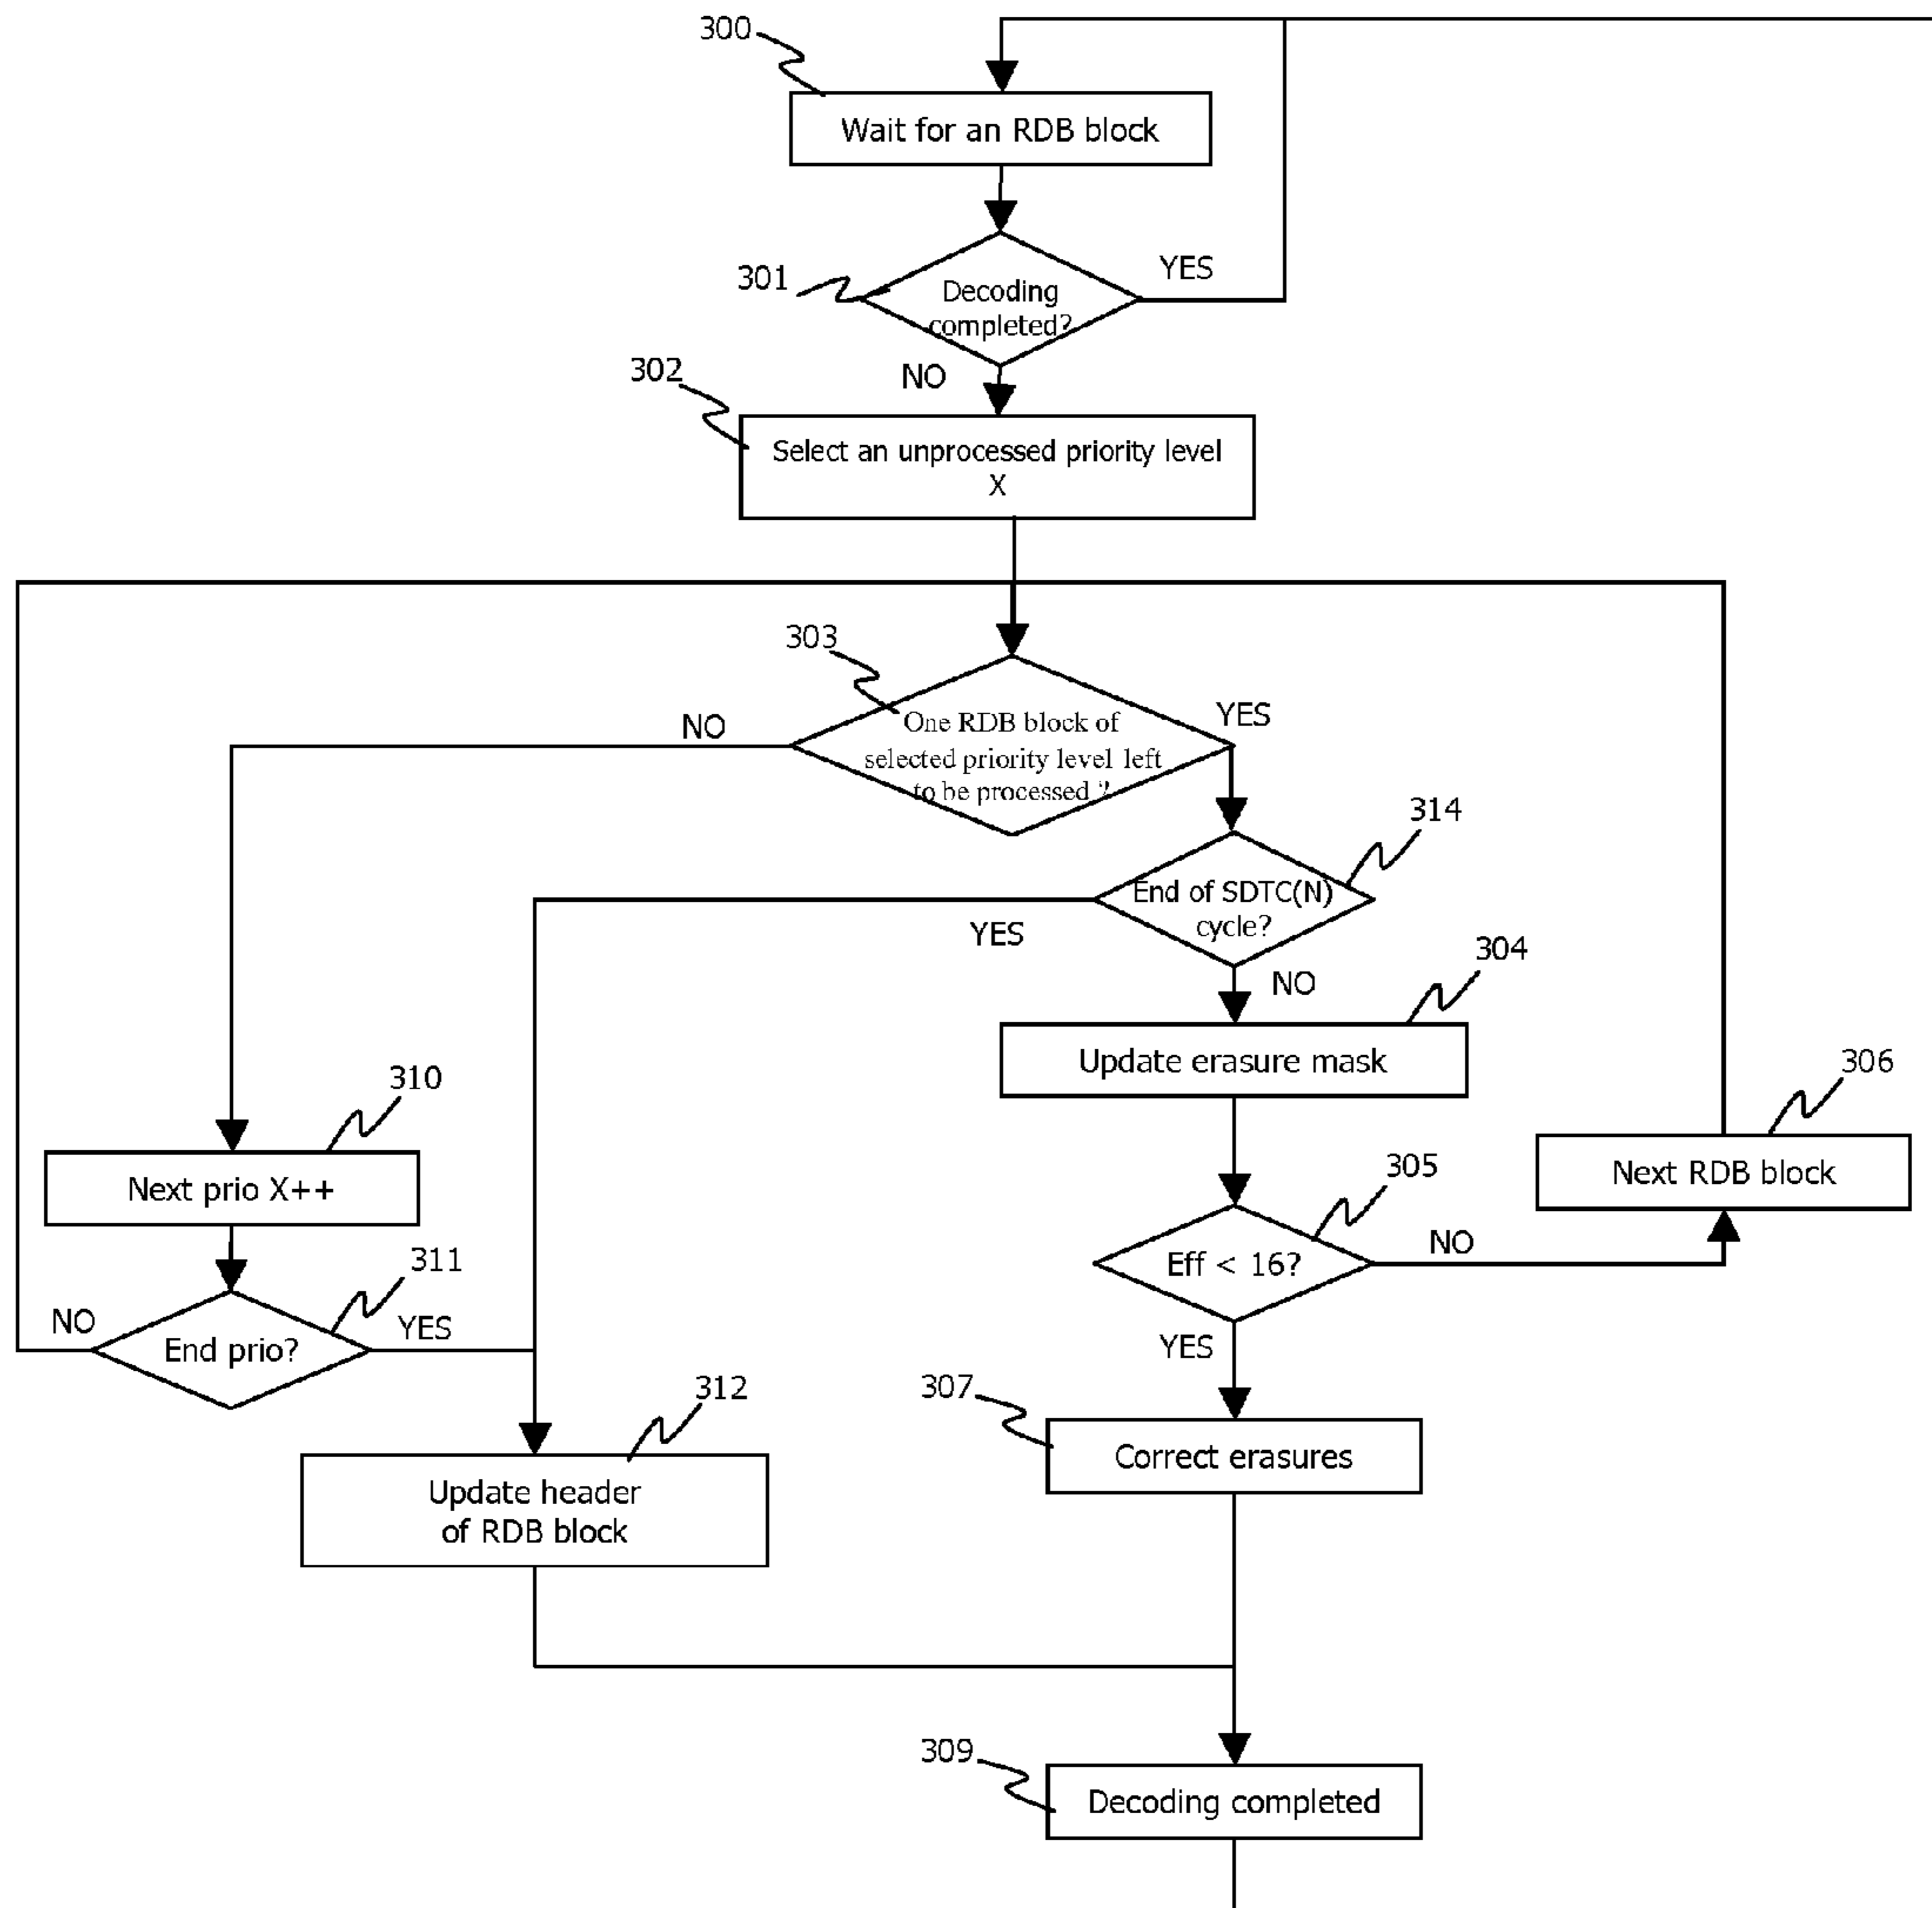 300
Wait for an RDB block
301
Decoding
completed?
YES
NO
302
Select an unprocessed priority level
X
303
One RDB block of
selected priority level left
to be processed ?
NO
YES
314
End of SDTC(N)
cycle?
YES
NO
304
Update erasure mask
306
Next RDB block
310
Next prio X++
305
Eff < 16?
NO
YES
311
End prio?
NO
YES
307
Correct erasures
312
Update header
of RDB block
309
Decoding completed